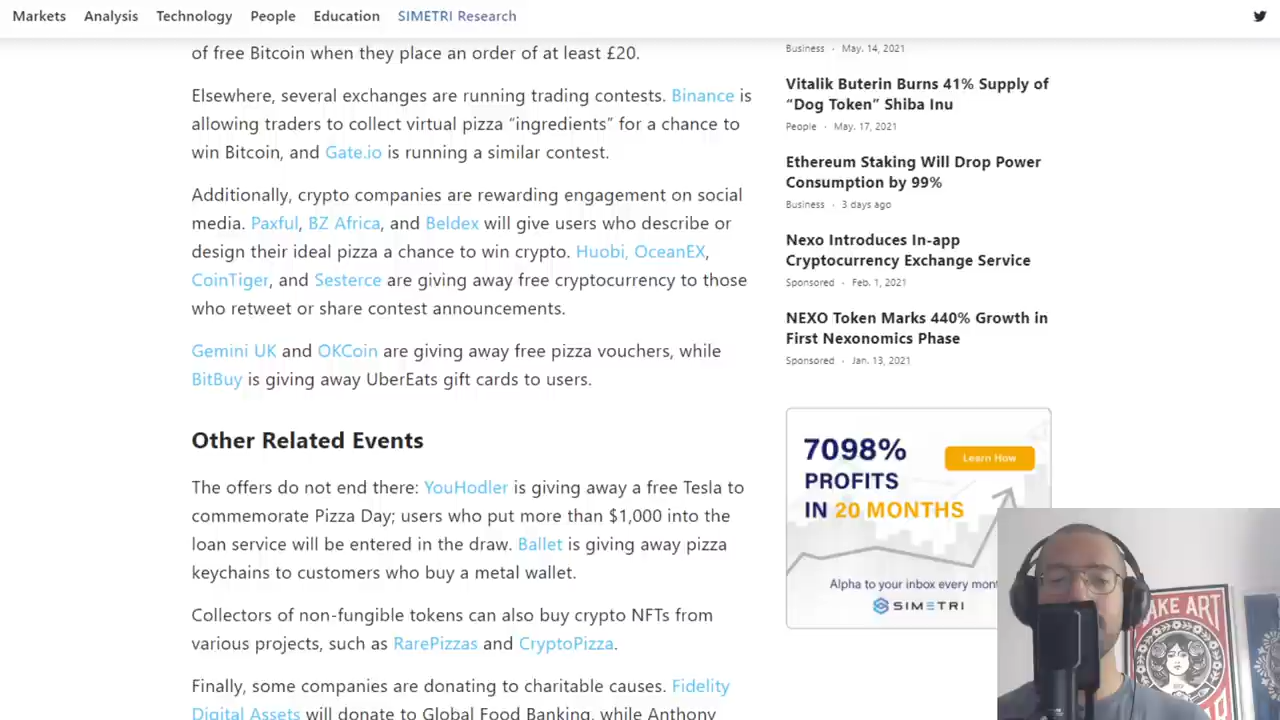 Markets Analysis Technology People Education SIMETRI Research
of free Bitcoin when they place an order of at least £20.
Elsewhere, several exchanges are running trading contests. Binance is
allowing traders to collect virtual pizza “ingredients” for a chance to
win Bitcoin, and Gate.io is running a similar contest.
Additionally, crypto companies are rewarding engagement on social
media. Paxful, BZ Africa, and Beldex will give users who describe or
design their ideal pizza a chance to win crypto. Huobi, OceanEX,
CoinTiger, and Sesterce are giving away free cryptocurrency to those
who retweet or share contest announcements.
Gemini UK and OKCoin are giving away free pizza vouchers, while
BitBuy is giving away UberEats gift cards to users.
Other Related Events
The offers do not end there: YouHodler is giving away a free Tesla to
commemorate Pizza Day; users who put more than $1,000 into the
loan service will be entered in the draw. Ballet is giving away pizza
keychains to customers who buy a metal wallet.
Collectors of non-fungible tokens can also buy crypto NFTs from
various projects, such as RarePizzas and CryptoPizza.
Finally, some companies are donating to charitable causes. Fidelity
Digital Assets will donate to Global Food Banking, while Anthony
Business · May. 14, 2021
Vitalik Buterin Burns 41% Supply of
“Dog Token” Shiba Inu
People · May. 17, 2021
Ethereum Staking Will Drop Power
Consumption by 99%
Business · 3 days ago
Nexo Introduces In-app
Cryptocurrency Exchange Service
Sponsored · Feb. 1, 2021
NEXO Token Marks 440% Growth in
First Nexonomics Phase
Sponsored · Jan. 13, 2021
7098%
PROFITS
IN 20 MONTHS
Learn How
Alpha to your inbox every mon
SIMETRI
AKE ART